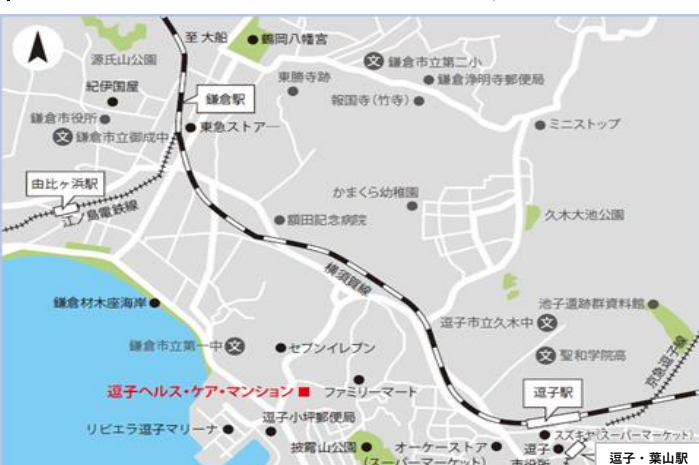 至 大船
鶴岡八幡宮
源氏山公園
鎌倉市立第二小
東勝寺跡
鎌倉浄明寺郵便局
紀伊国屋
鎌倉駅
報国寺(竹寺)
鎌倉市役所
東急ストアー
ミニストップ
鎌倉市立御成中
由比ヶ浜駅
江ノ島電鉄線
かまくら幼稚園
額田記念病院
久木大池公園
横須賀線
鎌倉材木座海岸
池子遺跡群資料館
逗子市立久木中
鎌倉市立第一中
セブンイレブン
聖和学院高
京急逗子線
逗子ヘルス・ケア・マンション
ファミリーマート
逗子駅
リビエラ逗子マリーナ
逗子小坪郵便局
スズキヤ(スーパーマーケット)
披露山公園
オーケーストア
(スーパーマーケット)
逗子
市役所
逗子・葉山駅